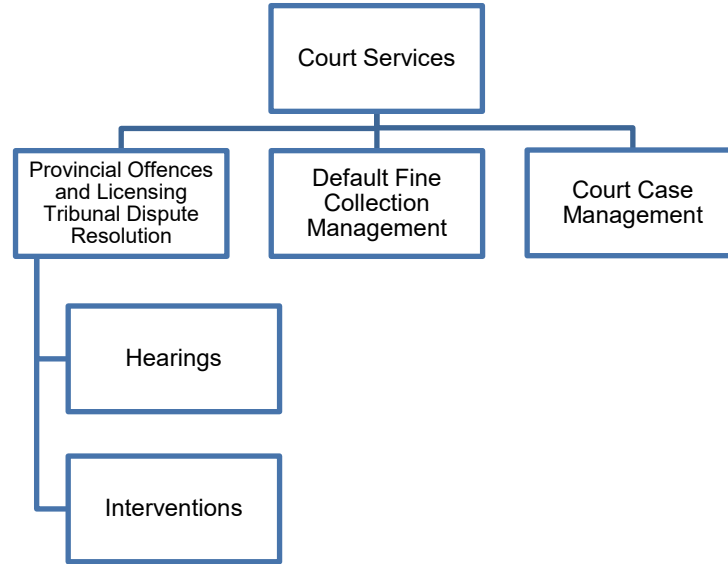 Court Services
Provincial Offences
and Licensing
Tribunal Dispute
Resolution
Default Fine
Collection
Management
Court Case
Management
Hearings
Interventions